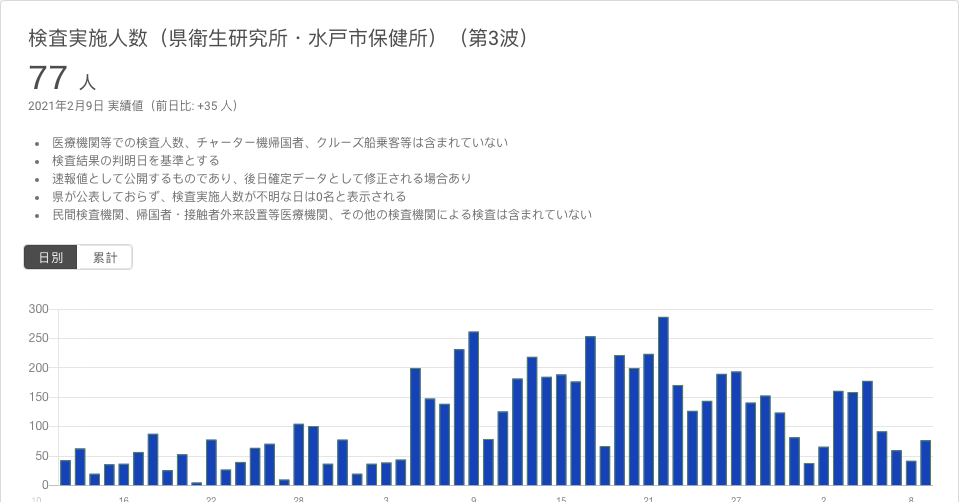 検査実施人数（県衛生研究所・水戸市保健所）（第3波）
77 人
2021年2月9日 実績値（前日比: +35 人）
• 医療機関等での検査人数、チャーター機帰国者、クルーズ船乗客等は含まれていない
• 検査結果の判明日を基準とする
• 速報値として公開するものであり、後日確定データとして修正される場合あり
• 県が公表しておらず、検査実施人数が不明な日は0名と表示される
• 民間検査機関、帰国者・接触者外来設置等医療機関、その他の検査機関による検査は含まれていない
日別 累計
300
250
200
150
100
50
0
10 16 22 28 3 9 15 21 27 2 8